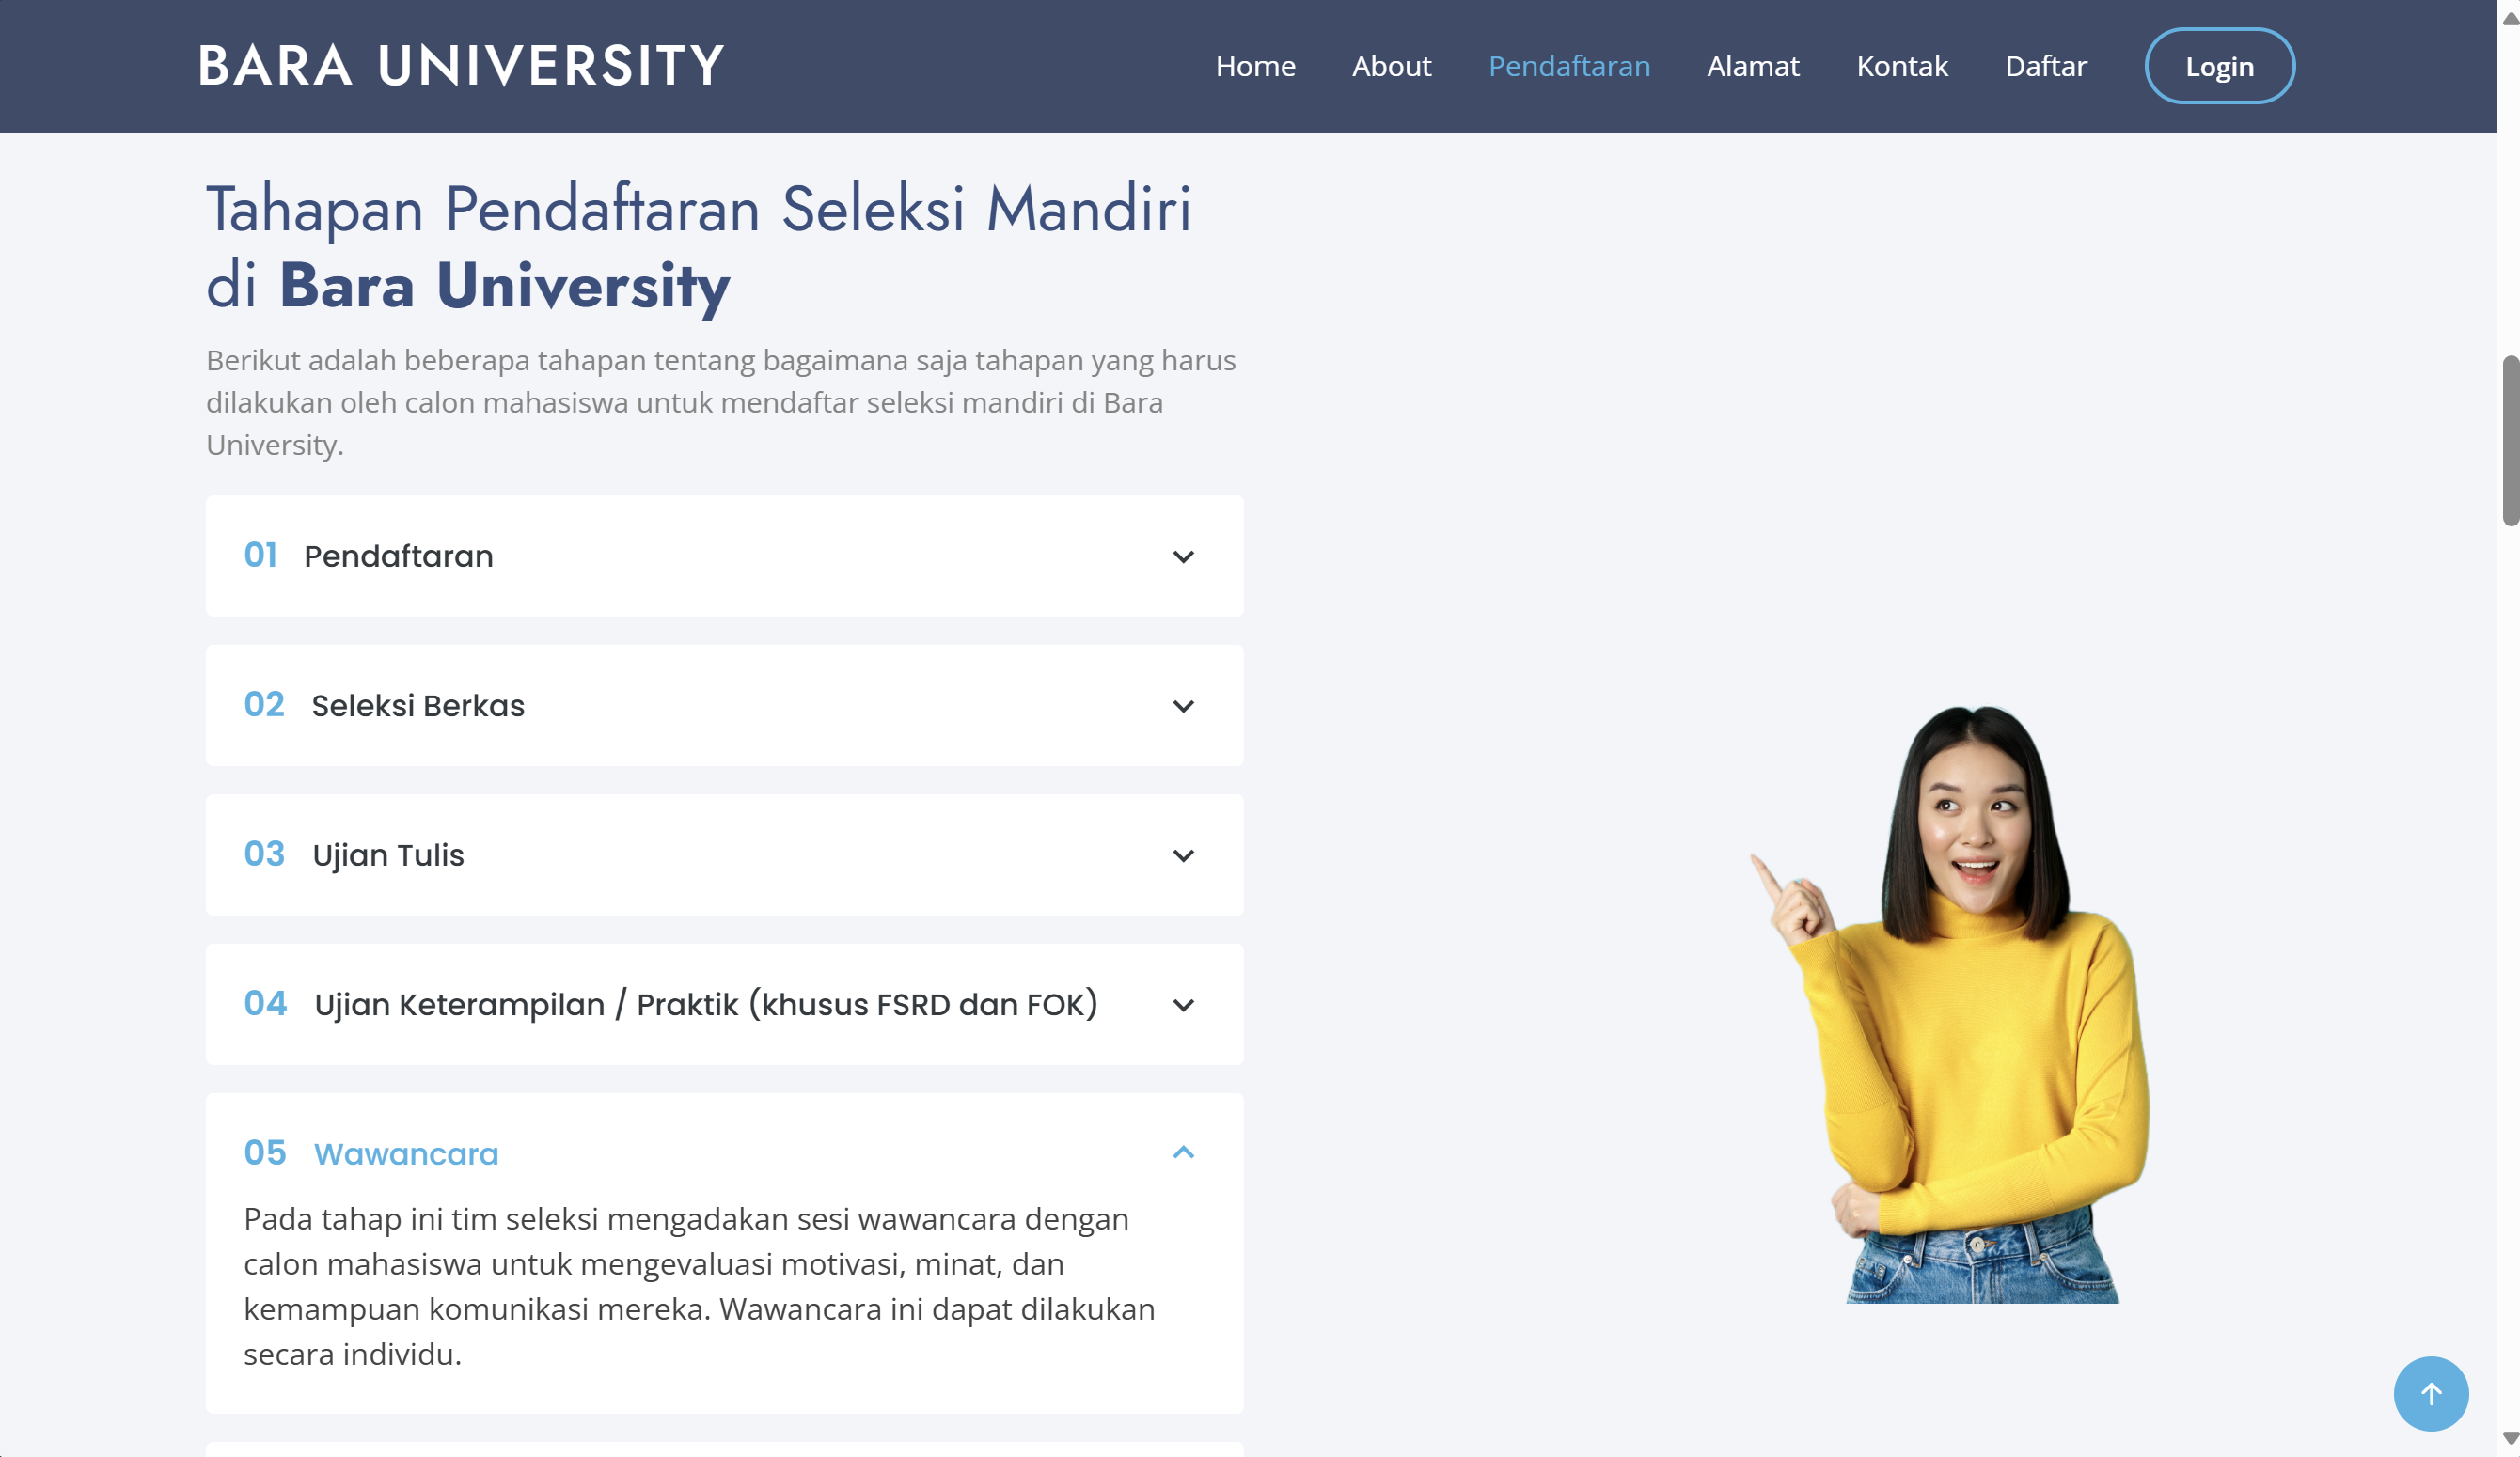 BARA UNIVERSITY
Home About Pendaftaran Alamat Kontak Daftar Login
Tahapan Pendaftaran Seleksi Mandiri
di Bara University
Berikut adalah beberapa tahapan tentang bagaimana saja tahapan yang harus
dilakukan oleh calon mahasiswa untuk mendaftar seleksi mandiri di Bara
University.
01 Pendaftaran
02 Seleksi Berkas
03 Ujian Tulis
04 Ujian Keterampilan / Praktik (khusus FSRD dan FOK)
05 Wawancara
Pada tahap ini tim seleksi mengadakan sesi wawancara dengan
calon mahasiswa untuk mengevaluasi motivasi, minat, dan
kemampuan komunikasi mereka. Wawancara ini dapat dilakukan
secara individu.